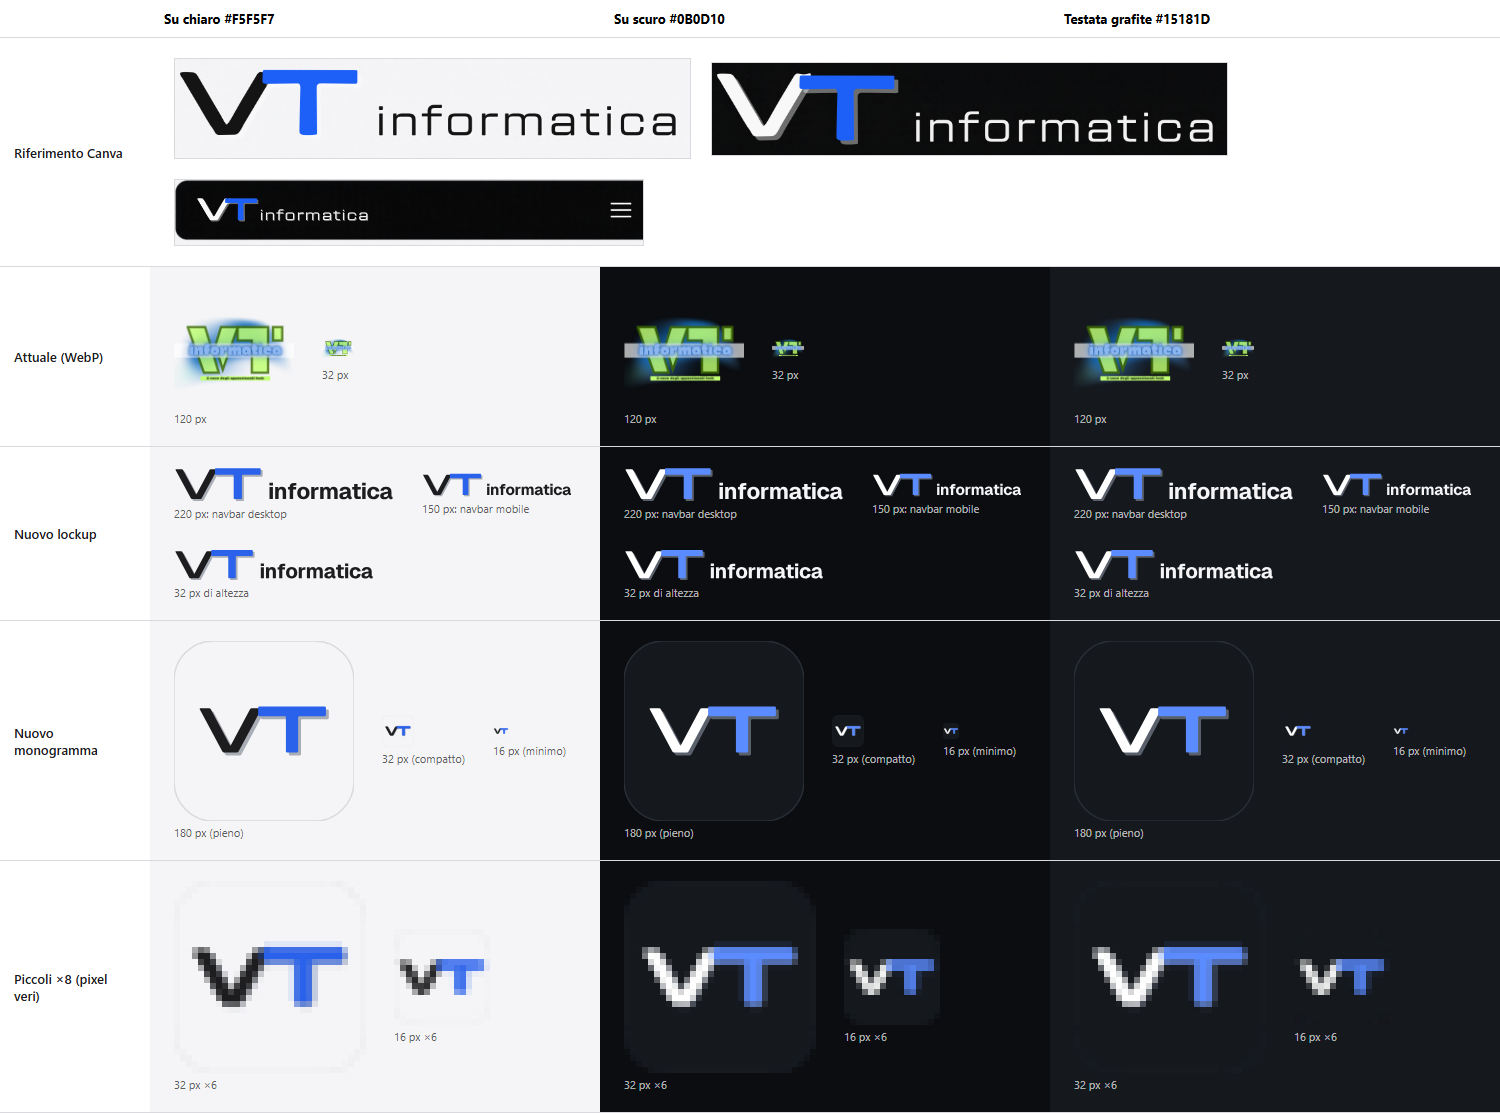 Su chiaro #F5F5F7
Su scuro #0B0D10
Testata grafite #15181D
Riferimento Canva
VT informatica
VT informatica
VT informatica
Attuale (WebP)
VTi
informatica
120 px
32 px
VTi
informatica
120 px
32 px
VTi
informatica
120 px
32 px
Nuovo lockup
VT informatica
220 px: navbar desktop
VT informatica
150 px: navbar mobile
VT informatica
32 px di altezza
VT informatica
220 px: navbar desktop
VT informatica
150 px: navbar mobile
VT informatica
32 px di altezza
VT informatica
220 px: navbar desktop
VT informatica
150 px: navbar mobile
VT informatica
32 px di altezza
Nuovo
monogramma
VT
180 px (pieno)
VT
32 px (compatto)
VT
16 px (minimo)
VT
180 px (pieno)
VT
32 px (compatto)
VT
16 px (minimo)
VT
180 px (pieno)
VT
32 px (compatto)
VT
16 px (minimo)
Piccoli ×8 (pixel
veri)
VT
32 px ×6
VT
16 px ×6
VT
32 px ×6
VT
16 px ×6
VT
32 px ×6
VT
16 px ×6